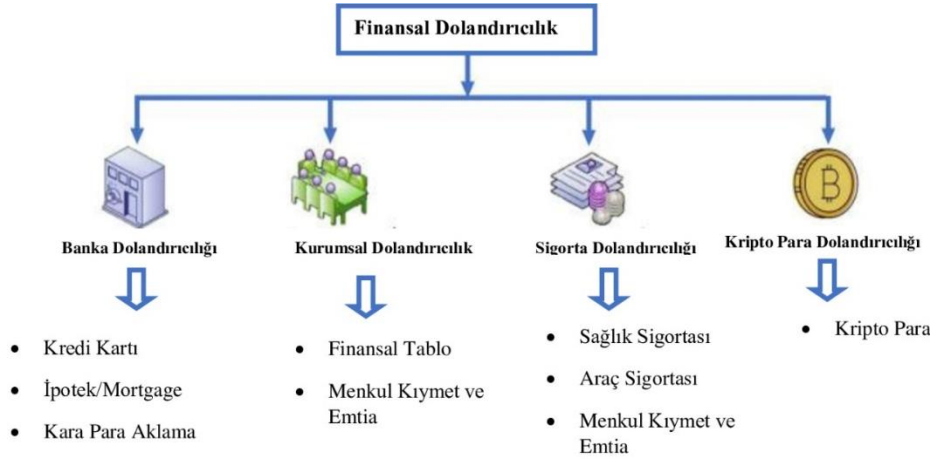 Finansal Dolandırıcılık
Banka Dolandırıcılığı
Kurumsal Dolandırıcılık
Sigorta Dolandırıcılığı
Kripto Para Dolandırıcılığı
• Kredi Kartı
• İpotek/Mortgage
• Kara Para Aklama
• Finansal Tablo
• Menkul Kıymet ve
Emtia
• Sağlık Sigortası
• Araç Sigortası
• Menkul Kıymet ve
Emtia
• Kripto Para